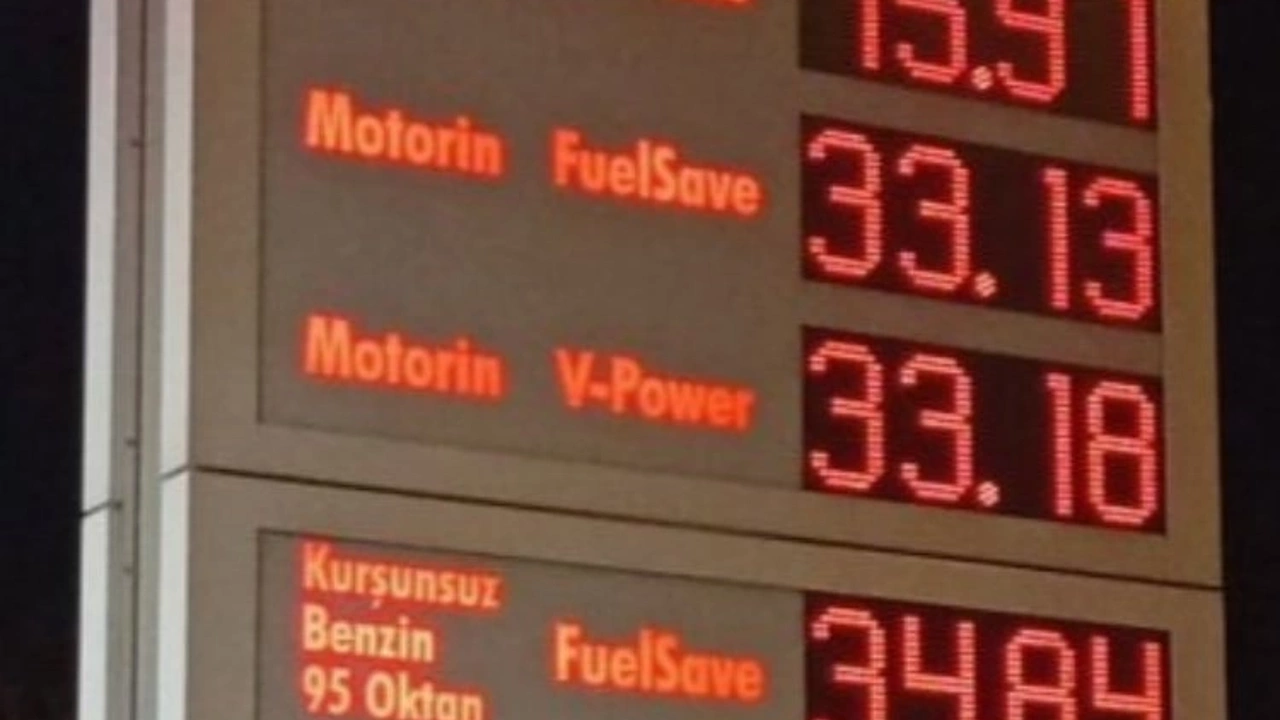 15.91
Motorin FuelSave 33.13
Motorin V-Power 33.18
Kurşunsuz
Benzin
95 Oktan
FuelSave 34.84